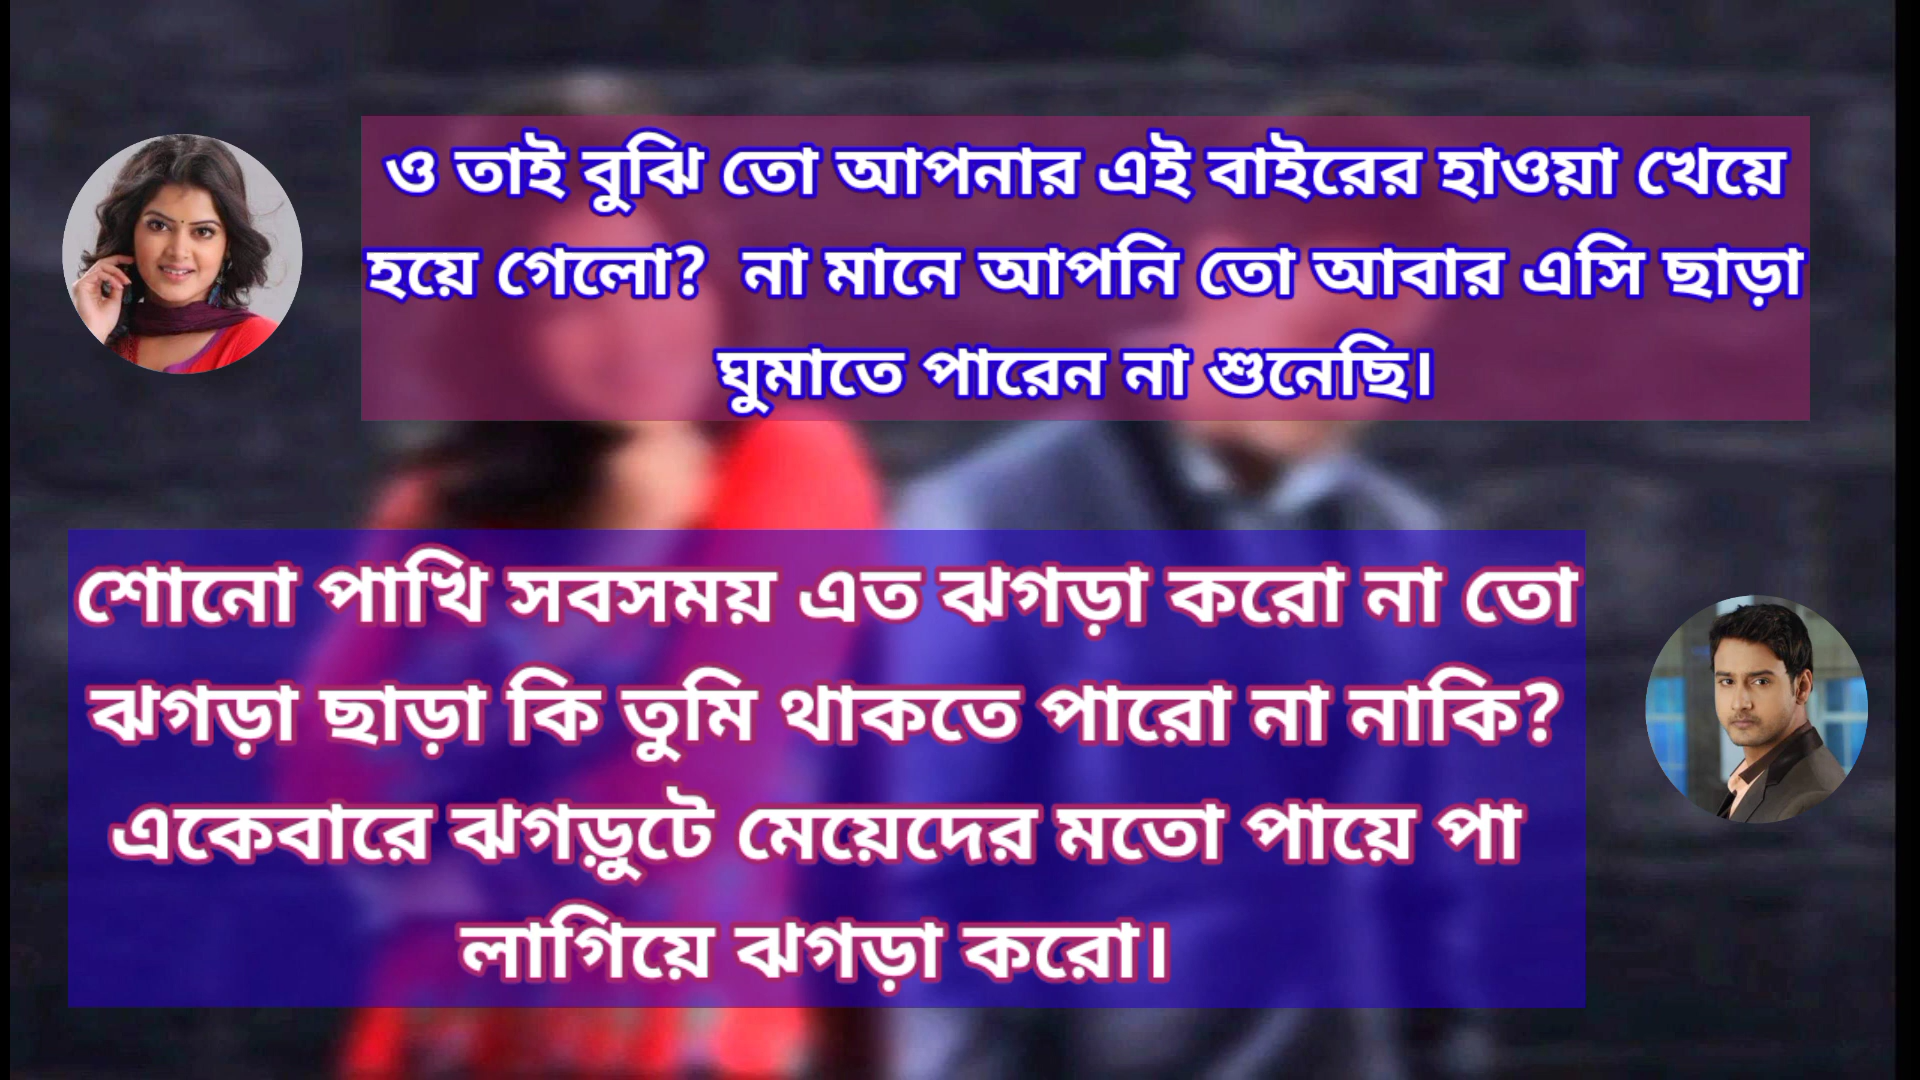 ও তাই বুঝি তো আপনার এই বাইরের হাওয়া খেয়ে
হয়ে গেলো? না মানে আপনি তো আবার এসি ছাড়া
ঘুমাতে পারেন না শুনেছি।
শোনো পাখি সবসময় এত ঝগড়া করো না তো
ঝগড়া ছাড়া কি তুমি থাকতে পারো না নাকি?
একেবারে ঝগড়ুটে মেয়েদের মতো পায়ে পা
লাগিয়ে ঝগড়া করো।